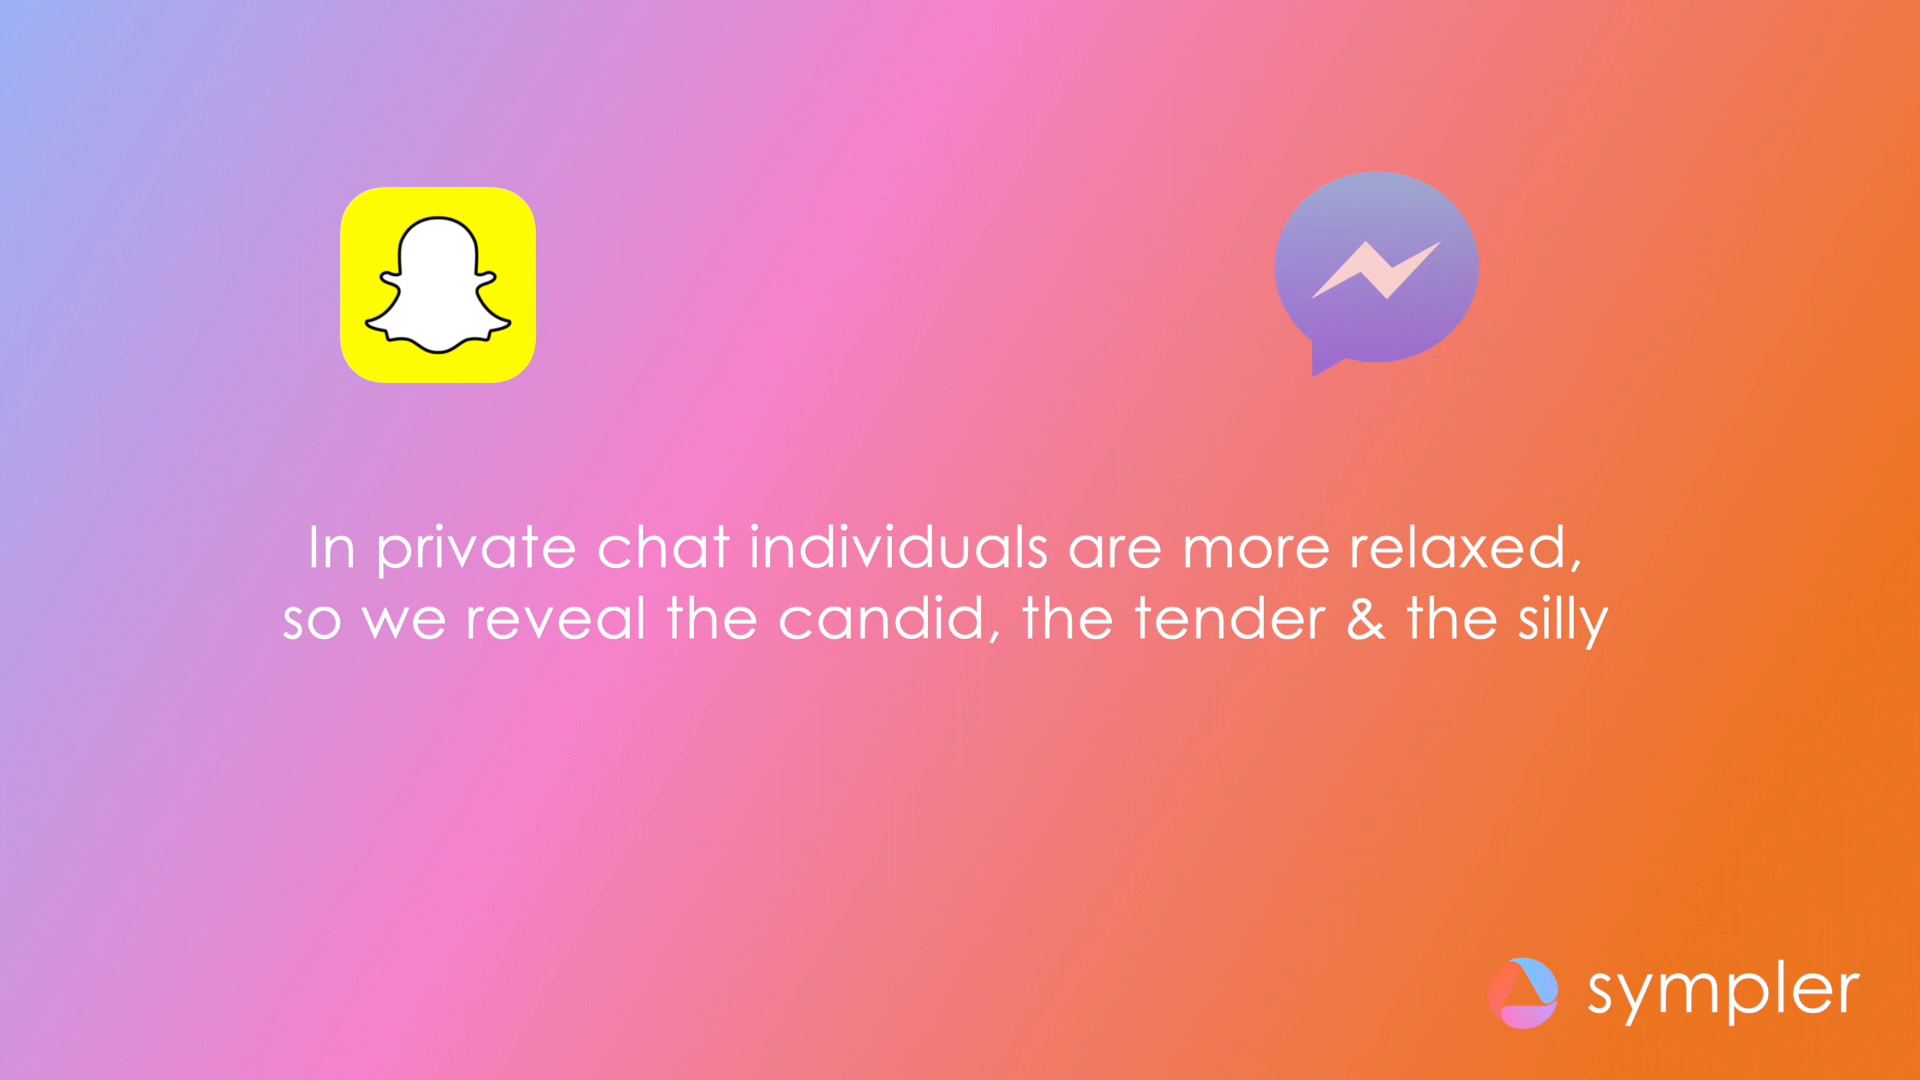 In private chat individuals are more relaxed,
so we reveal the candid, the tender & the silly
sympler